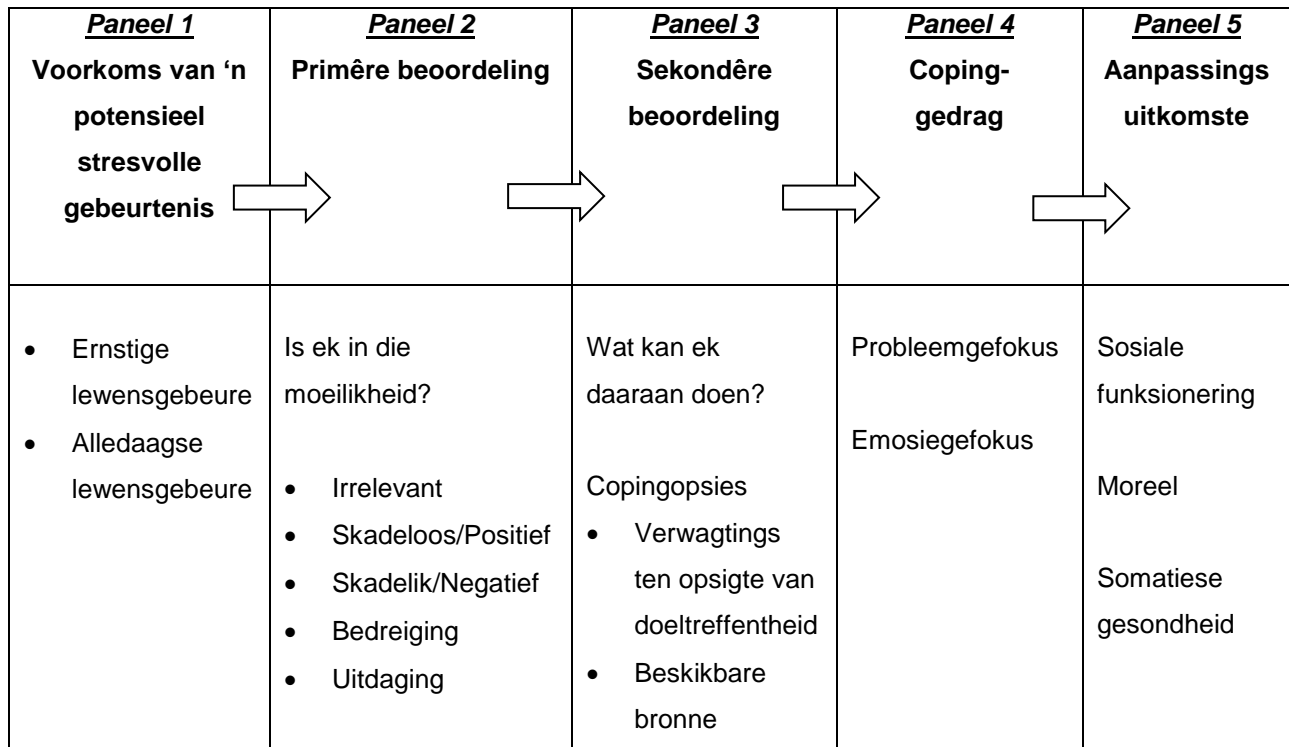 Paneel 1
Voorkoms van ‘n
potensieel
stresvolle
gebeurtenis
Paneel 2
Primêre beoordeling
Paneel 3
Sekondêre
beoordeling
Paneel 4
Coping-
gedrag
Paneel 5
Aanpassings
uitkomste
• Ernstige
lewensgebeure
• Alledaagse
lewensgebeure
Is ek in die
moeilikheid?
• Irrelevant
• Skadeloos/Positief
• Skadelik/Negatief
• Bedreiging
• Uitdaging
Wat kan ek
daaraan doen?
Copingopsies
• Verwagtings
ten opsigte van
doeltreffentheid
• Beskikbare
bronne
Probleemgefokus
Emosiegefokus
Sosiale
funksionering
Moreel
Somatiese
gesondheid